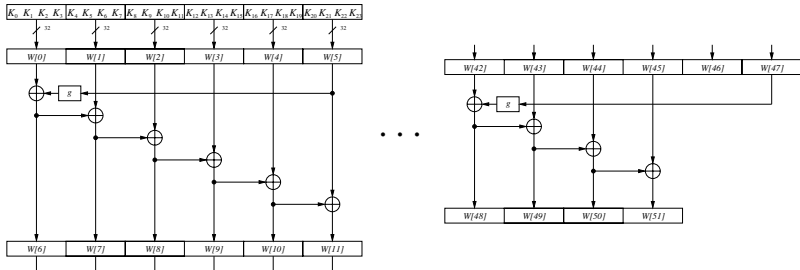 K₀ K₁ K₂ K₃ K₄ K₅ K₆ K₇ K₈ K₉ K₁₀ K₁₁ K₁₂ K₁₃ K₁₄ K₁₅ K₁₆ K₁₇ K₁₈ K₁₉ K₂₀ K₂₁ K₂₂ K₂₃
32 32 32 32 32 32
W[0] W[1] W[2] W[3] W[4] W[5]
g
W[6] W[7] W[8] W[9] W[10] W[11]
• • •
W[42] W[43] W[44] W[45] W[46] W[47]
g
W[48] W[49] W[50] W[51]